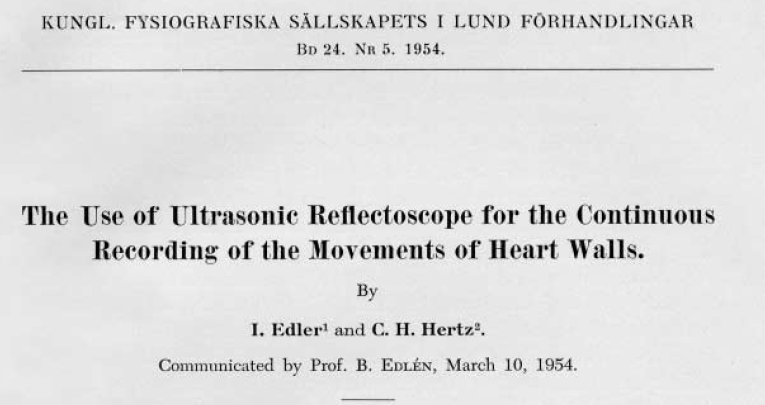 KUNGL. FYSIOGRAFISKA SÄLLSKAPETS I LUND FÖRHANDLINGAR
BD 24. NR 5. 1954.
The Use of Ultrasonic Reflectoscope for the Continuous
Recording of the Movements of Heart Walls.
By
I. Edler¹ and C. H. Hertz².
Communicated by Prof. B. EDLÉN, March 10, 1954.